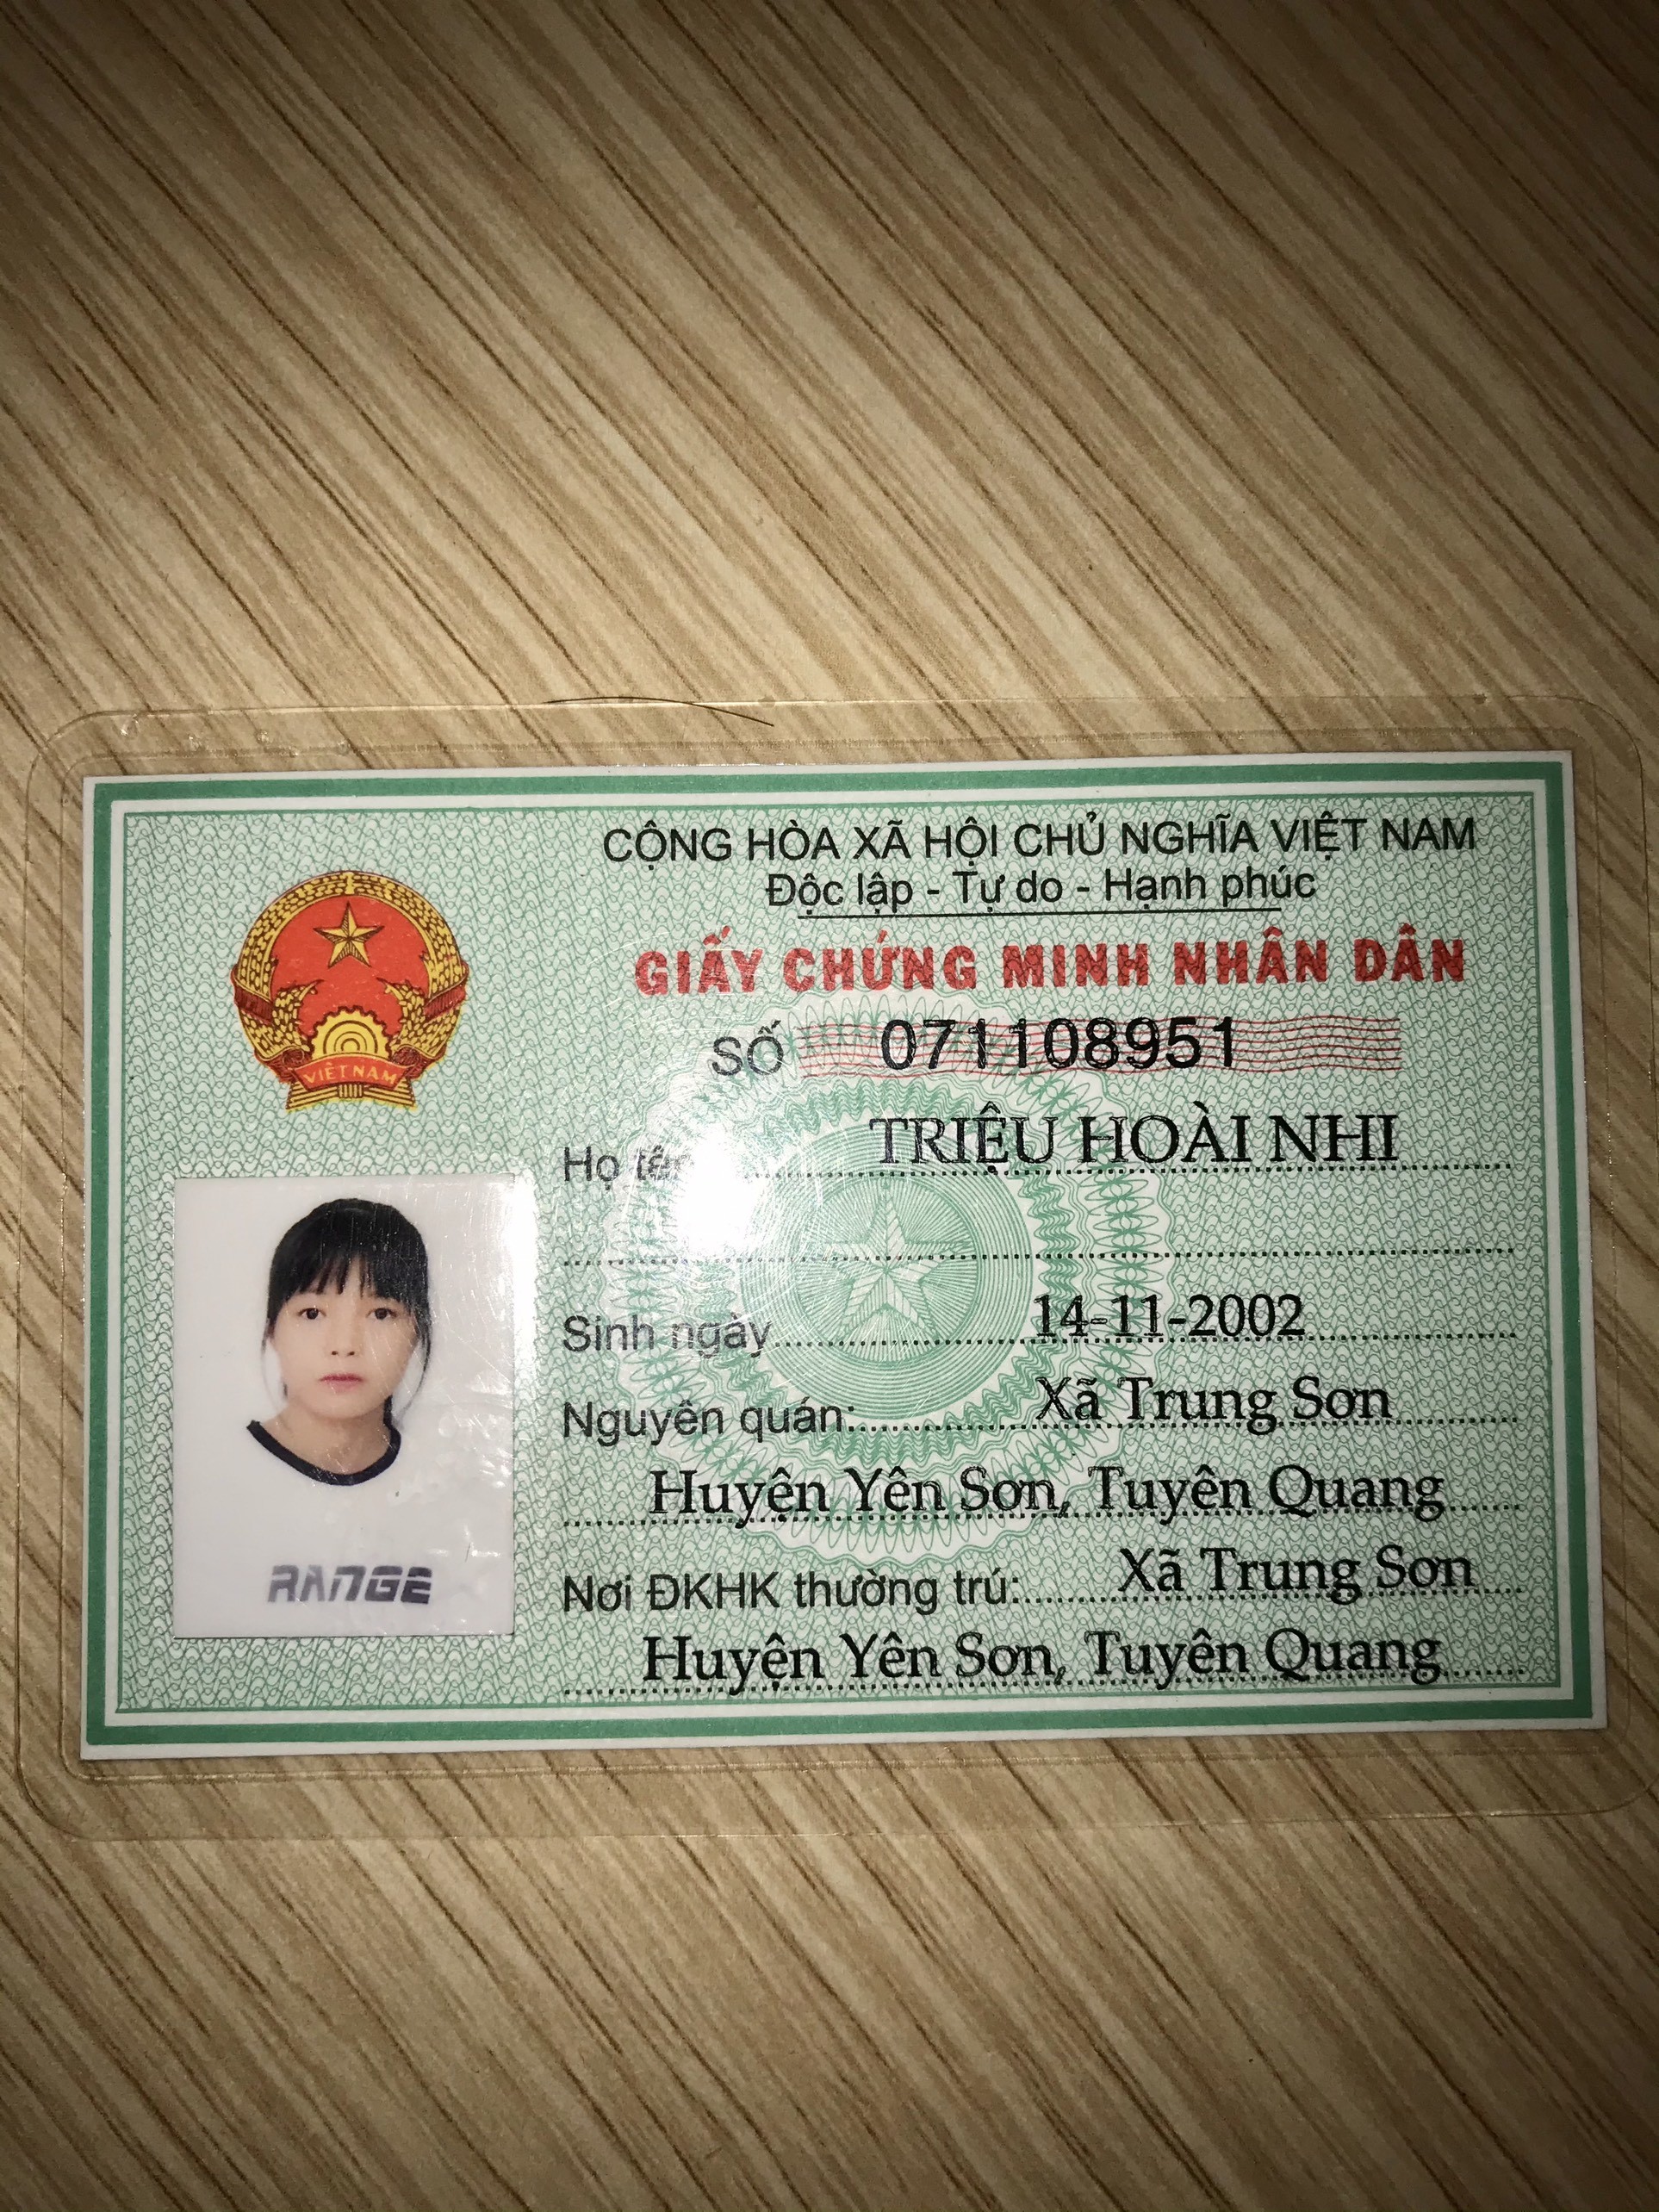 CỘNG HÒA XÃ HỘI CHỦ NGHĨA VIỆT NAM
Độc lập - Tự do - Hạnh phúc
GIẤY CHỨNG MINH NHÂN DÂN
SỐ 071108951
VIỆT NAM
Họ tên TRIỆU HOÀI NHI
Sinh ngày 14-11-2002
Nguyên quán: Xã Trung Sơn
Huyện Yên Sơn, Tuyên Quang
Nơi ĐKHK thường trú: Xã Trung Sơn
Huyện Yên Sơn, Tuyên Quang
RANGE